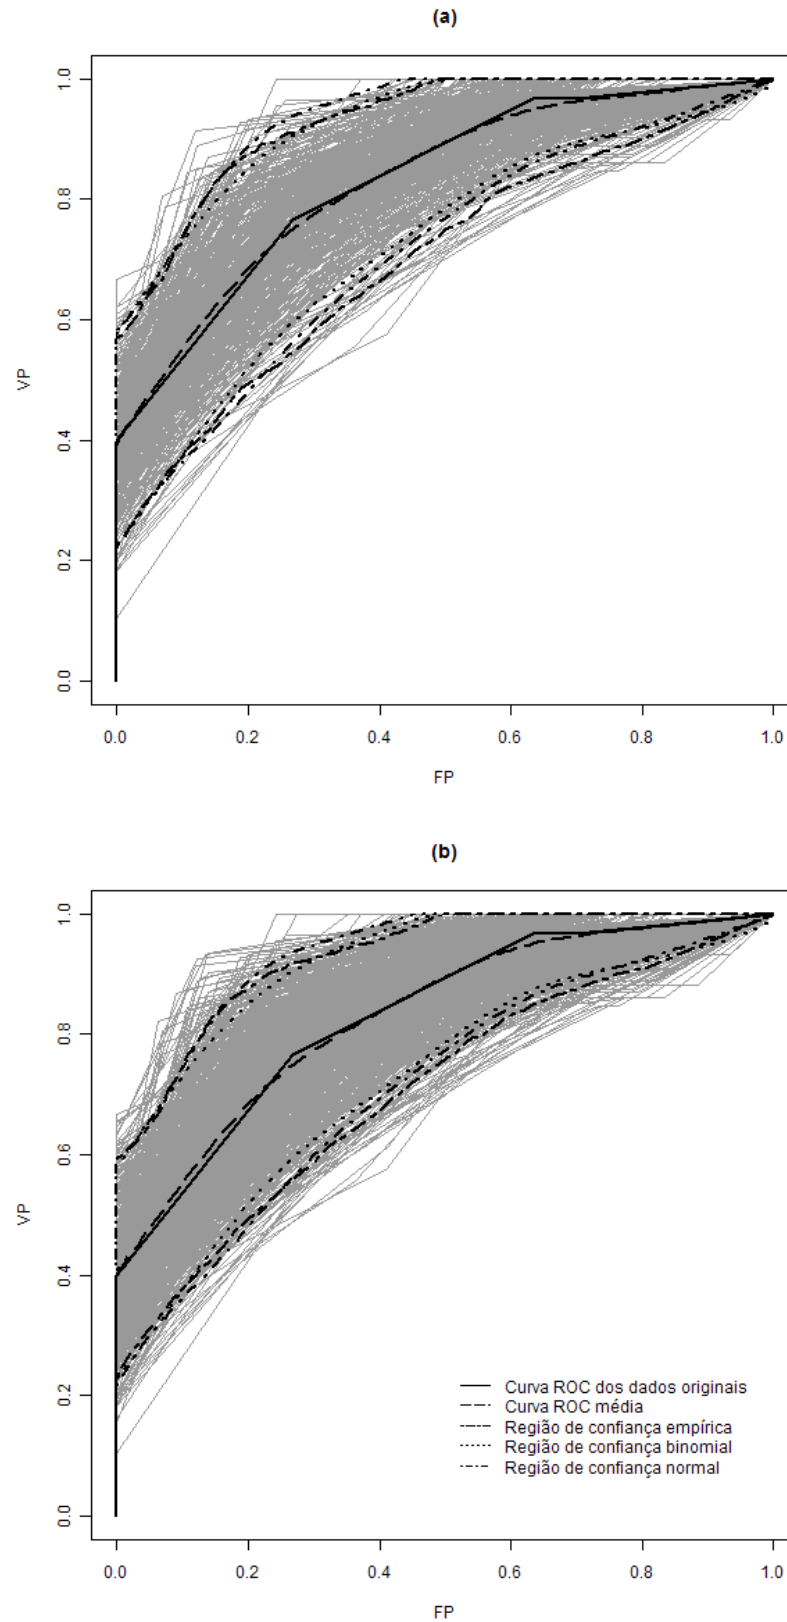 (a)
1.0
0.8
0.6
0.4
0.2
0.0
VP
0.0 0.2 0.4 0.6 0.8 1.0
FP
(b)
1.0
0.8
0.6
0.4
0.2
0.0
VP
Curva ROC dos dados originais
Curva ROC média
Região de confiança empírica
Região de confiança binomial
Região de confiança normal
0.0 0.2 0.4 0.6 0.8 1.0
FP